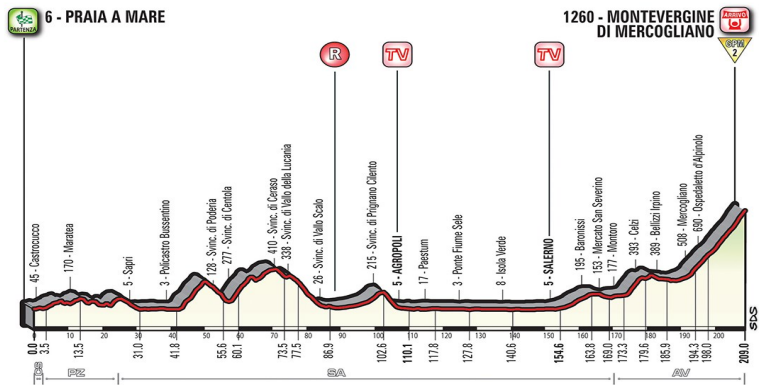 6 - PRAIA A MARE
PARTENZA
1260 - MONTEVERGINE
DI MERCOGLIANO
ARRIVO
GPM
2
R
TV
TV
45 - Castrocucco
170 - Maratea
5 - Sapri
3 - Policastro Bussentino
128 - Svinc. di Poderia
277 - Svinc. di Centola
410 - Svinc. di Ceraso
338 - Svinc. di Vallo della Lucania
26 - Svinc. di Vallo Scalo
215 - Svinc. di Prignano Cilento
5 - AGROPOLI
17 - Paestum
3 - Ponte Fiume Sele
8 - Isola Verde
5 - SALERNO
195 - Baronissi
153 - Mercato San Severino
177 - Montoro
393 - Celzi
389 - Bellizzi Irpino
508 - Mercogliano
690 - Ospedaletto d'Alpinolo
0 10 20 30 40 50 60 70 80 90 100 110 120 130 140 150 160 170 180 190 200
0.0 3.5 13.5 31.0 41.8 55.6 60.1 73.5 77.5 86.9 102.6 110.1 117.8 127.8 140.6 154.6 163.8 169.0 173.3 179.6 185.9 194.3 198.0 209.0
CS PZ SA AV
SDS